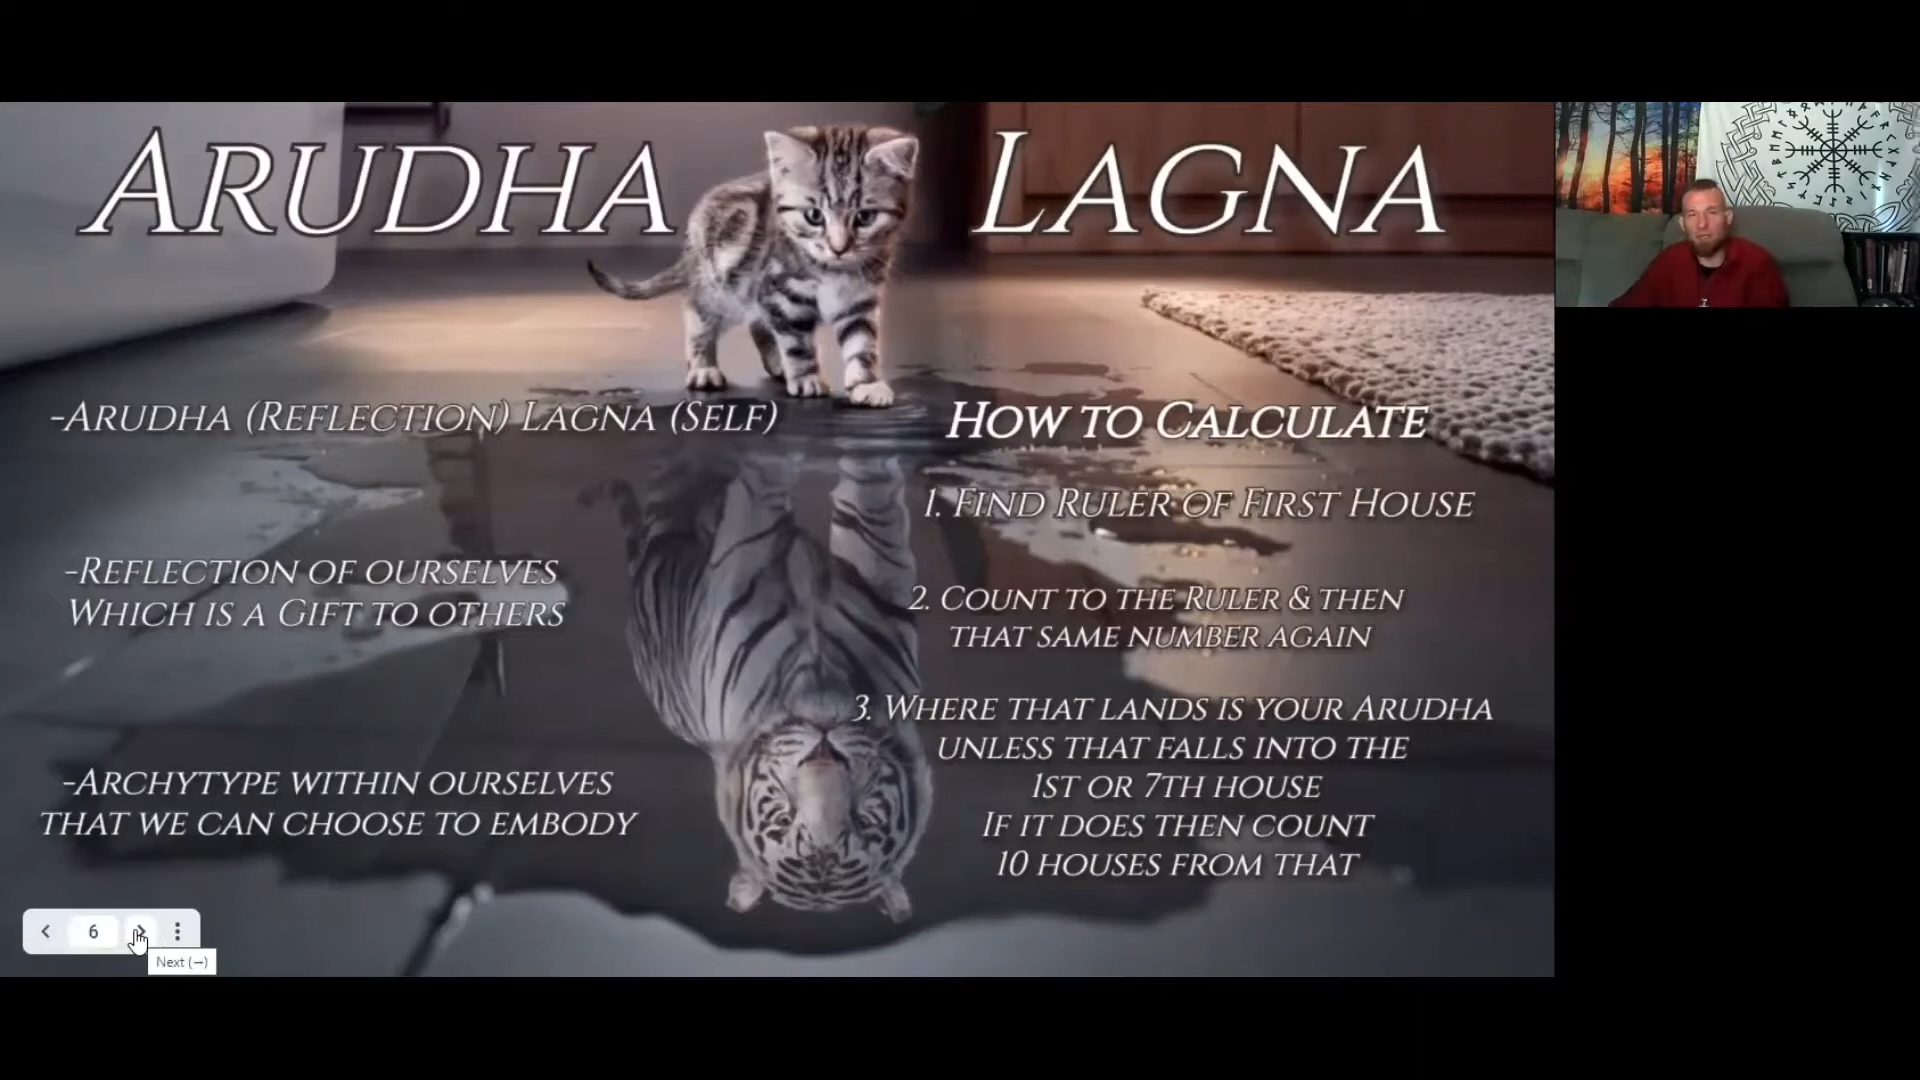 ARUDHA LAGNA
-ARUDHA (REFLECTION) LAGNA (SELF)
-REFLECTION OF OURSELVES
WHICH IS A GIFT TO OTHERS
-ARCHYTYPE WITHIN OURSELVES
THAT WE CAN CHOOSE TO EMBODY
HOW TO CALCULATE
1. FIND RULER OF FIRST HOUSE
2. COUNT TO THE RULER & THEN
THAT SAME NUMBER AGAIN
3. WHERE THAT LANDS IS YOUR ARUDHA
UNLESS THAT FALLS INTO THE
1ST OR 7TH HOUSE
IF IT DOES THEN COUNT
10 HOUSES FROM THAT
6
Next (→)